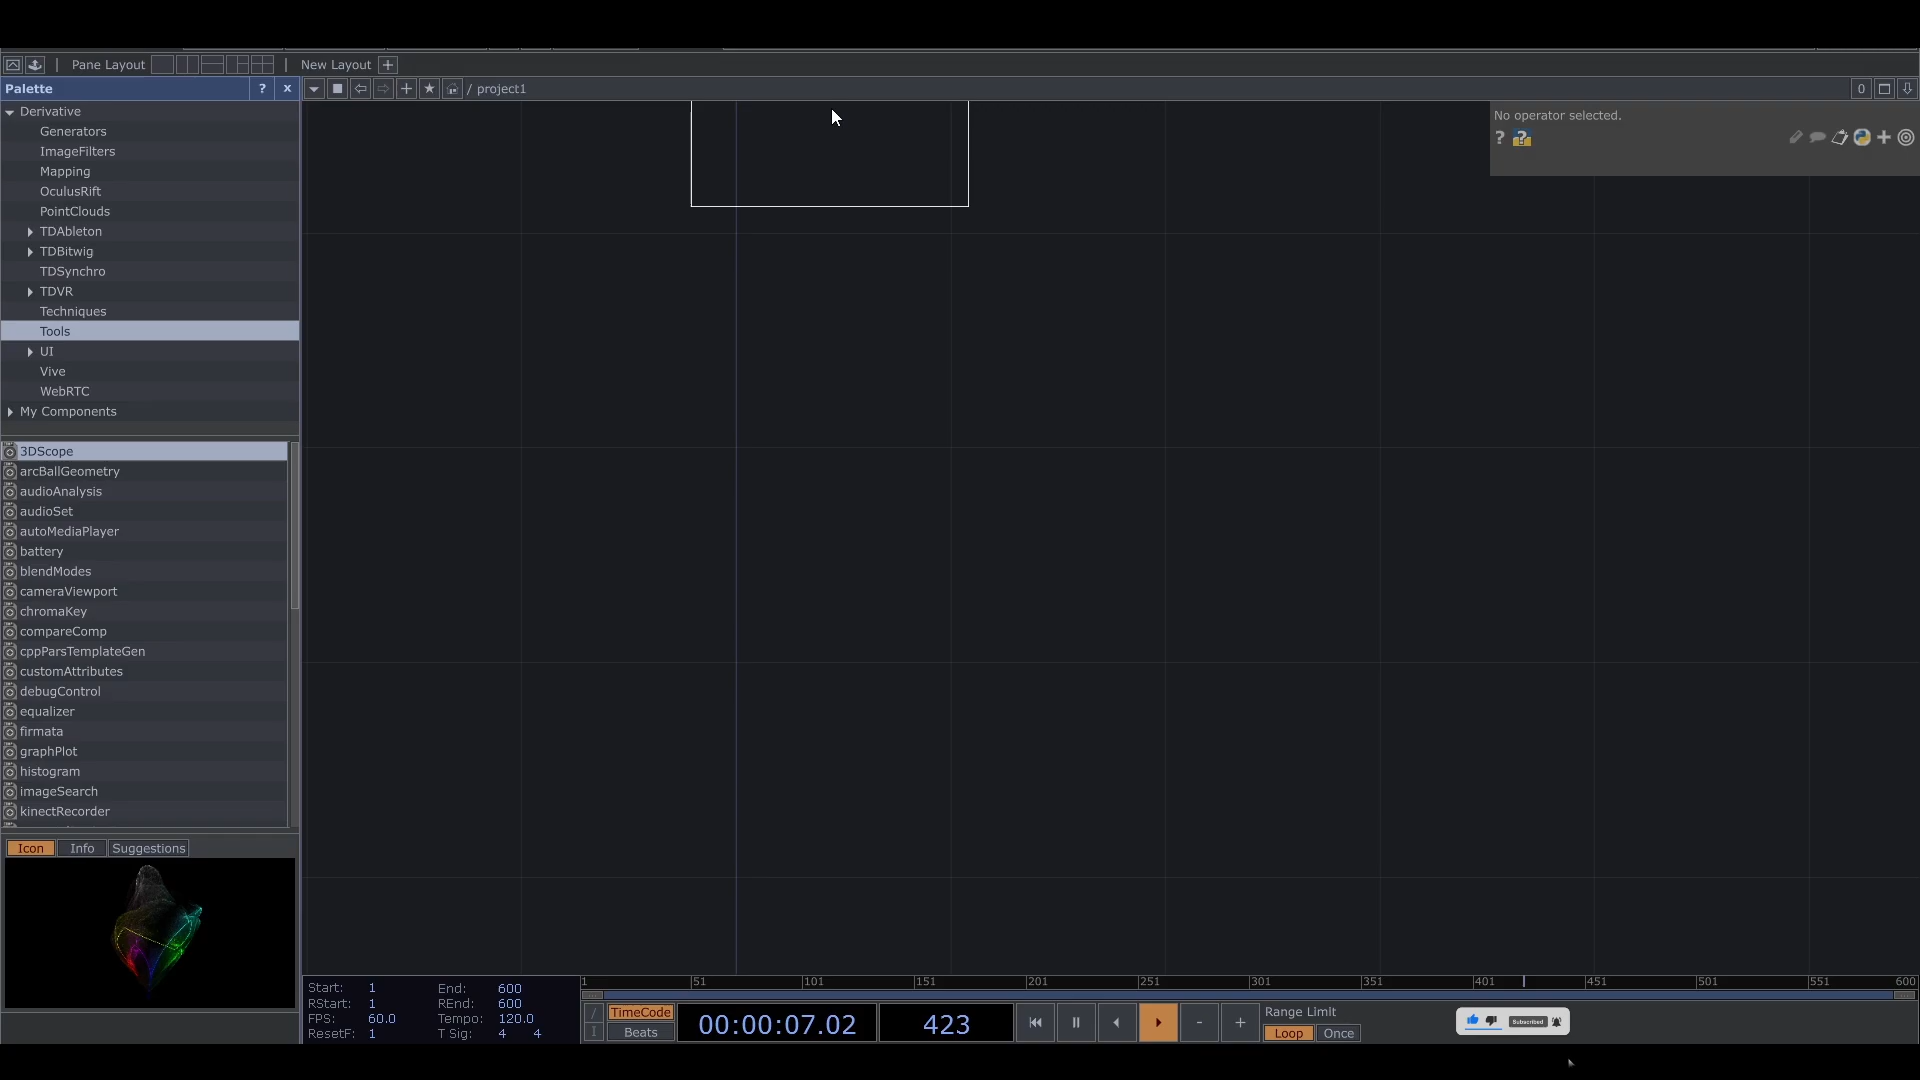 Pane Layout
New Layout +
Palette ? x
/ project1
0
Derivative
Generators
ImageFilters
Mapping
OculusRift
PointClouds
TDAbleton
TDBitwig
TDSynchro
TDVR
Techniques
Tools
UI
Vive
WebRTC
My Components
No operator selected.
? ?
3DScope
arcBallGeometry
audioAnalysis
audioSet
autoMediaPlayer
battery
blendModes
cameraViewport
chromaKey
compareComp
cppParsTemplateGen
customAttributes
debugControl
equalizer
firmata
graphPlot
histogram
imageSearch
kinectRecorder
Icon Info Suggestions
Start: 1 End: 600
RStart: 1 REnd: 600
FPS: 60.0 Tempo: 120.0
ResetF: 1 T Sig: 4 4
1 51 101 151 201 251 301 351 401 451 501 551 600
/ TimeCode
I Beats
00:00:07.02
423
- +
Range Limit
Loop Once
Subscribed